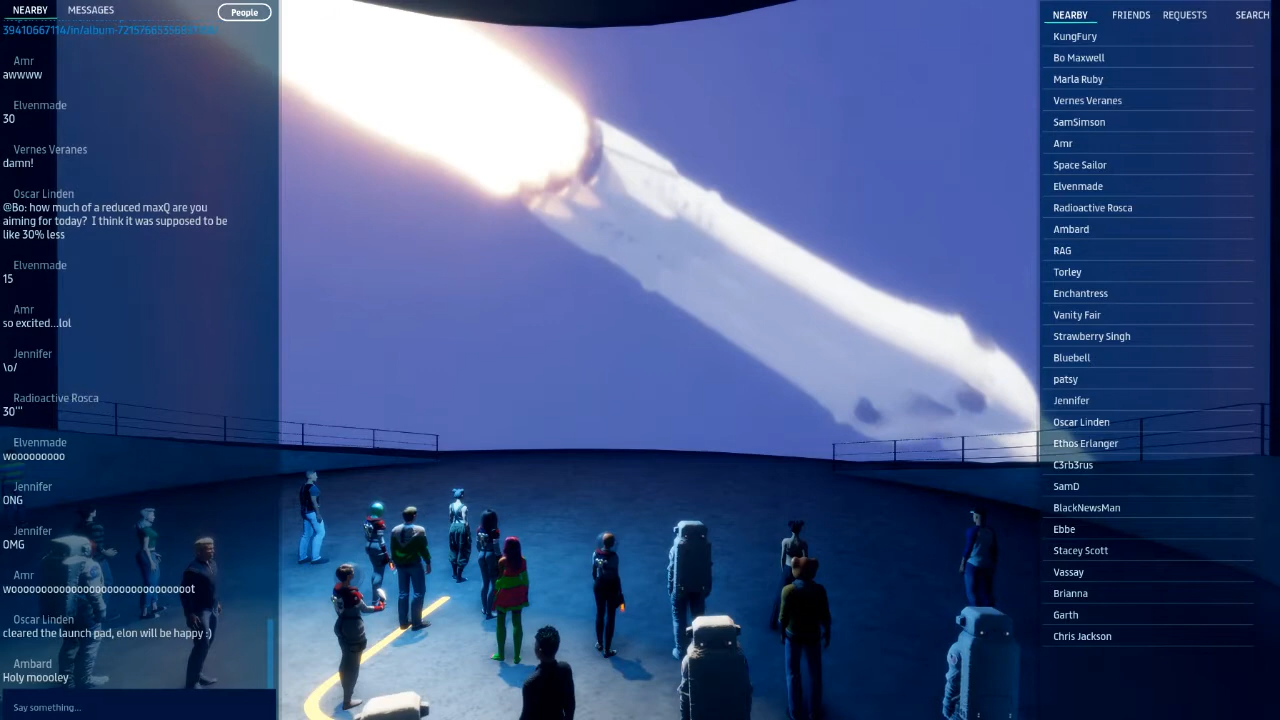 NEARBY
MESSAGES
People
Amr
awwww
Elvenmade
30
Vernes Veranes
damn!
Oscar Linden
@Bo: how much of a reduced maxQ are you
aiming for today? I think it was supposed to be
like 30% less
Elvenmade
15
Amr
so excited...lol
Jennifer
\o/
Radioactive Rosca
30'''
Elvenmade
wooooooooo
Jennifer
ONG
Jennifer
OMG
Amr
woooooooooooooooooooooooooooooot
Oscar Linden
cleared the launch pad, elon will be happy :)
Ambard
Holy moooley
Say something...
NEARBY
FRIENDS
REQUESTS
SEARCH
KungFury
Bo Maxwell
Marla Ruby
Vernes Veranes
SamSimson
Amr
Space Sailor
Elvenmade
Radioactive Rosca
Ambard
RAG
Torley
Enchantress
Vanity Fair
Strawberry Singh
Bluebell
patsy
Jennifer
Oscar Linden
Ethos Erlanger
C3rb3rus
SamD
BlackNewsMan
Ebbe
Stacey Scott
Vassay
Brianna
Garth
Chris Jackson